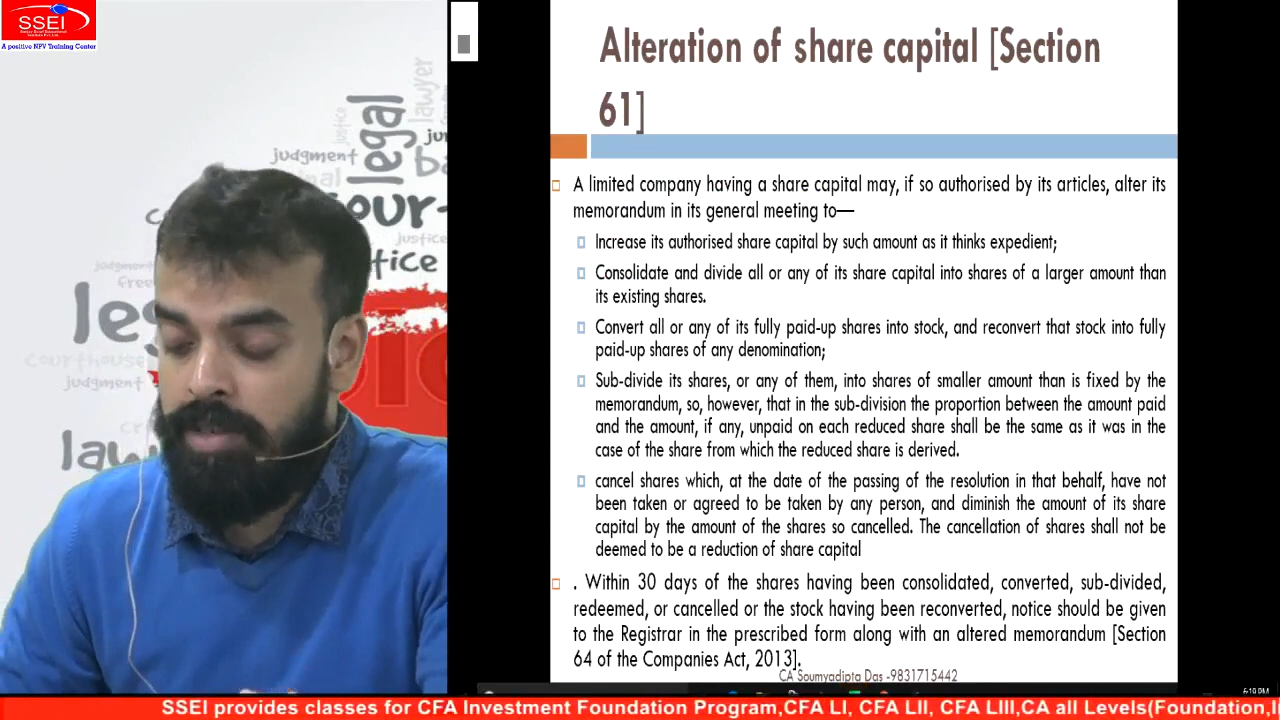 SSEI
A positive NPV Training Center
lawyer
justice
legal
judgment
justice
legal
courthouse
judgment
Alteration of share capital [Section
61]
A limited company having a share capital may, if so authorised by its articles, alter its
memorandum in its general meeting to—
Increase its authorised share capital by such amount as it thinks expedient;
Consolidate and divide all or any of its share capital into shares of a larger amount than
its existing shares.
Convert all or any of its fully paid-up shares into stock, and reconvert that stock into fully
paid-up shares of any denomination;
Sub-divide its shares, or any of them, into shares of smaller amount than is fixed by the
memorandum, so, however, that in the sub-division the proportion between the amount paid
and the amount, if any, unpaid on each reduced share shall be the same as it was in the
case of the share from which the reduced share is derived.
cancel shares which, at the date of the passing of the resolution in that behalf, have not
been taken or agreed to be taken by any person, and diminish the amount of its share
capital by the amount of the shares so cancelled. The cancellation of shares shall not be
deemed to be a reduction of share capital
. Within 30 days of the shares having been consolidated, converted, sub-divided,
redeemed, or cancelled or the stock having been reconverted, notice should be given
to the Registrar in the prescribed form along with an altered memorandum [Section
64 of the Companies Act, 2013].
CA Soumyadipta Das -9831715442
6:19 PM
SSEI provides classes for CFA Investment Foundation Program,CFA LI, CFA LII, CFA LIII,CA all Levels(Foundation,I